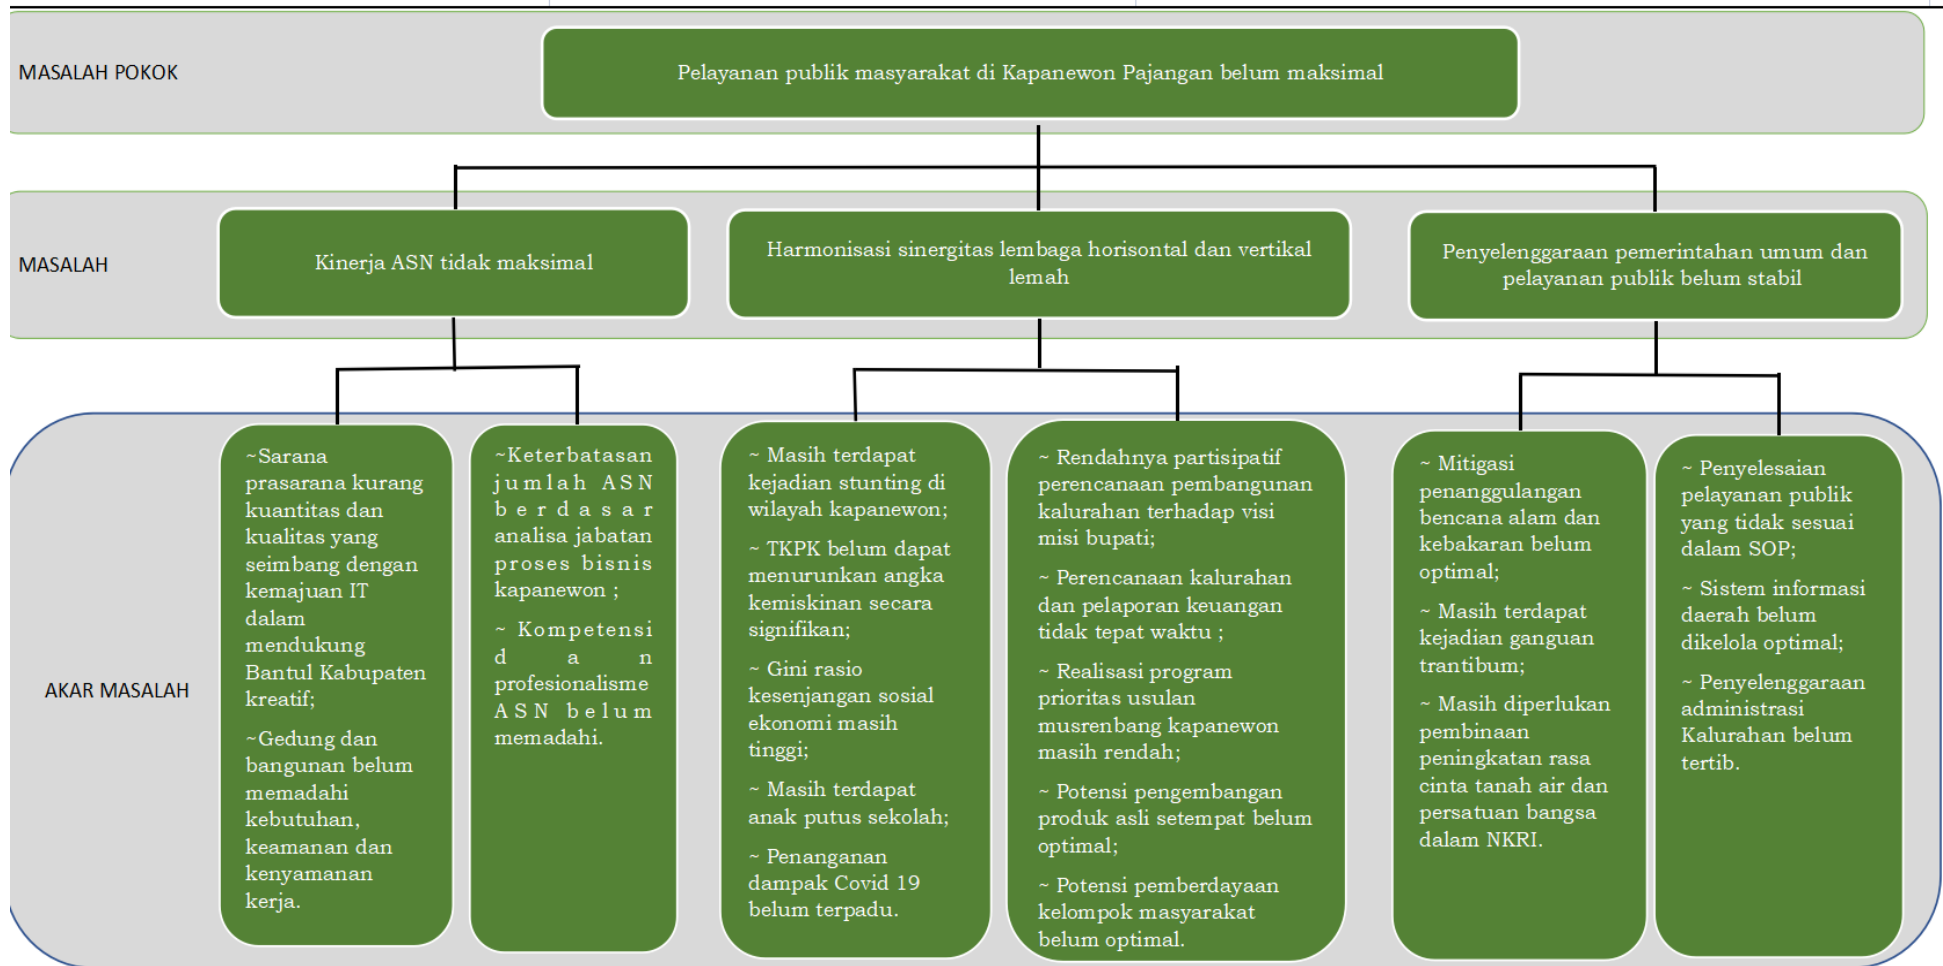 MASALAH POKOK
Pelayanan publik masyarakat di Kapanewon Pajangan belum maksimal
MASALAH
Kinerja ASN tidak maksimal
Harmonisasi sinergitas lembaga horisontal dan vertikal
lemah
Penyelenggaraan pemerintahan umum dan
pelayanan publik belum stabil
AKAR MASALAH
~Sarana
prasarana kurang
kuantitas dan
kualitas yang
seimbang dengan
kemajuan IT
dalam
mendukung
Bantul Kabupaten
kreatif;
~Gedung dan
bangunan belum
memadahi
kebutuhan,
keamanan dan
kenyamanan
kerja.
~Keterbatasan
jumlah ASN
berdasar
analisa jabatan
proses bisnis
kapanewon ;
~ Kompetensi
dan
profesionalisme
ASN belum
memadahi.
~ Masih terdapat
kejadian stunting di
wilayah kapanewon;
~ TKPK belum dapat
menurunkan angka
kemiskinan secara
signifikan;
~ Gini rasio
kesenjangan sosial
ekonomi masih
tinggi;
~ Masih terdapat
anak putus sekolah;
~ Penanganan
dampak Covid 19
belum terpadu.
~ Rendahnya partisipatif
perencanaan pembangunan
kalurahan terhadap visi
misi bupati;
~ Perencanaan kalurahan
dan pelaporan keuangan
tidak tepat waktu ;
~ Realisasi program
prioritas usulan
musrenbang kapanewon
masih rendah;
~ Potensi pengembangan
produk asli setempat belum
optimal;
~ Potensi pemberdayaan
kelompok masyarakat
belum optimal.
~ Mitigasi
penanggulangan
bencana alam dan
kebakaran belum
optimal;
~ Masih terdapat
kejadian ganguan
trantibum;
~ Masih diperlukan
pembinaan
peningkatan rasa
cinta tanah air dan
persatuan bangsa
dalam NKRI.
~ Penyelesaian
pelayanan publik
yang tidak sesuai
dalam SOP;
~ Sistem informasi
daerah belum
dikelola optimal;
~ Penyelenggaraan
administrasi
Kalurahan belum
tertib.